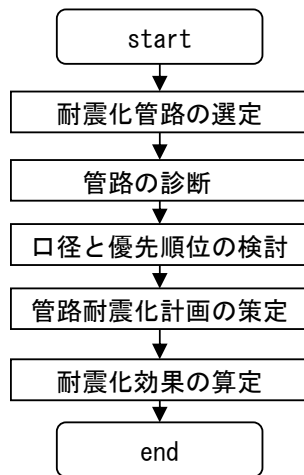 start
耐震化管路の選定
管路の診断
口径と優先順位の検討
管路耐震化計画の策定
耐震化効果の算定
end